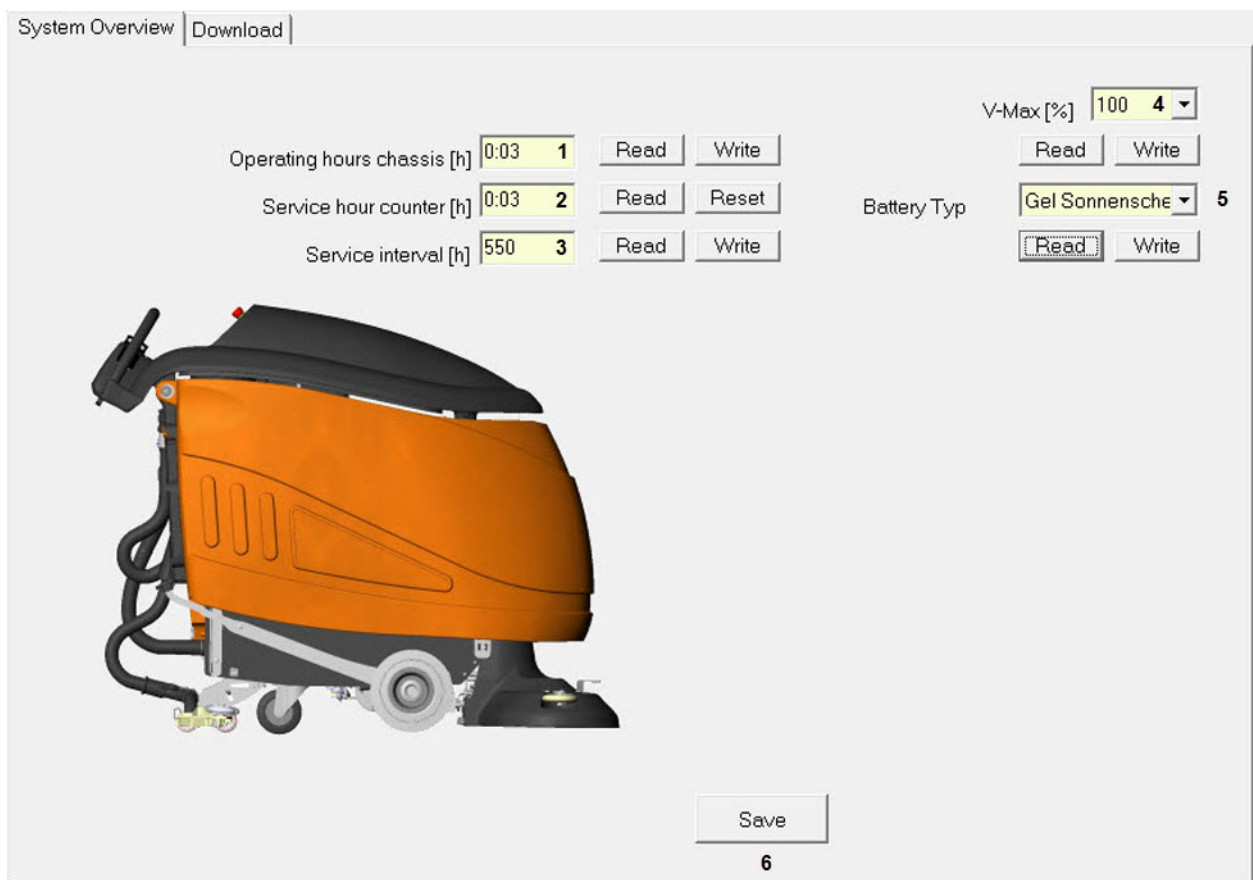 System Overview Download
V-Max [%] 100 4
Operating hours chassis [h] 0:03 1 Read Write Read Write
Service hour counter [h] 0:03 2 Read Reset Battery Typ Gel Sonnensche 5
Service interval [h] 550 3 Read Write Read Write
Save
6